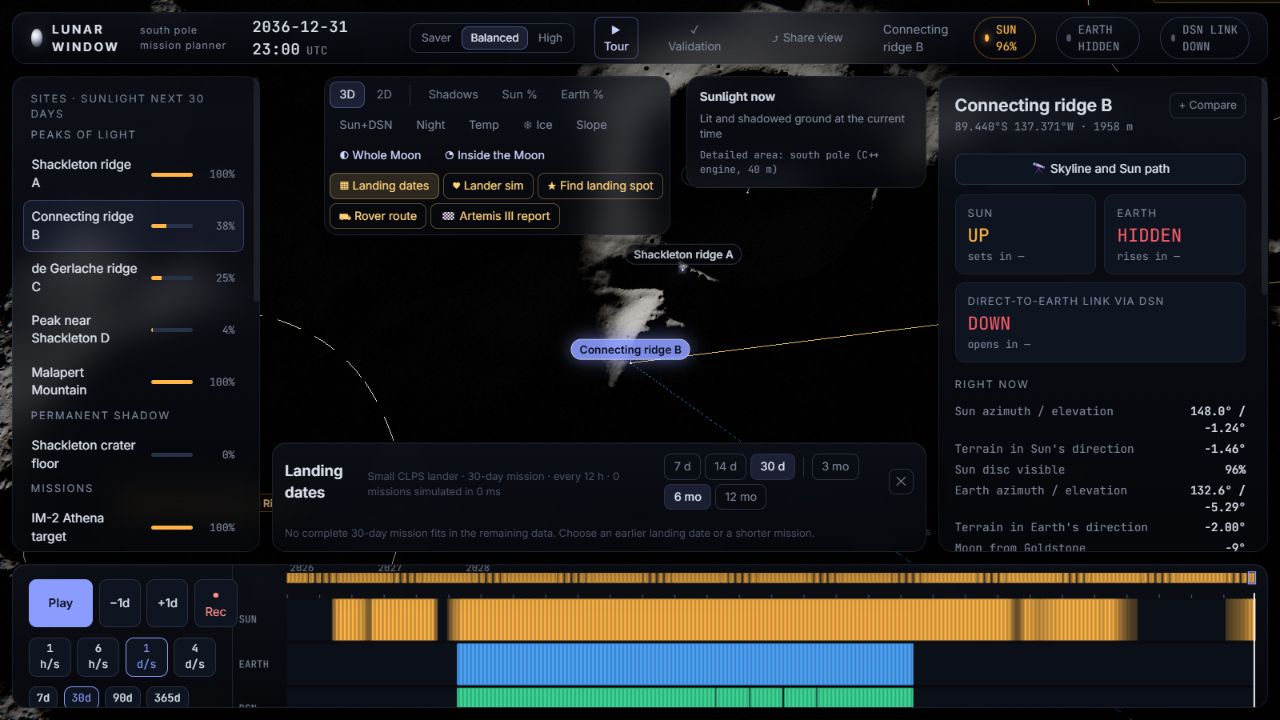 LUNAR WINDOW
south pole
mission planner
2036-12-31
23:00 UTC
Saver Balanced High
▶ Tour
✓ Validation
⤴ Share view
Connecting ridge B
SUN 96%
EARTH HIDDEN
DSN LINK DOWN
SITES · SUNLIGHT NEXT 30 DAYS
PEAKS OF LIGHT
Shackleton ridge A 100%
Connecting ridge B 38%
de Gerlache ridge C 25%
Peak near Shackleton D 4%
Malapert Mountain 100%
PERMANENT SHADOW
Shackleton crater floor 0%
MISSIONS
IM-2 Athena target 100%
3D 2D Shadows Sun % Earth %
Sun+DSN Night Temp ❄ Ice Slope
◐ Whole Moon ◔ Inside the Moon
▦ Landing dates ♥ Lander sim ★ Find landing spot
⛟ Rover route 🏁 Artemis III report
Sunlight now
Lit and shadowed ground at the current
time
Detailed area: south pole (C++
engine, 40 m)
Shackleton ridge A
Connecting ridge B
Ri
Landing dates
Small CLPS lander · 30-day mission · every 12 h · 0
missions simulated in 0 ms
7 d 14 d 30 d 3 mo
6 mo 12 mo
✕
No complete 30-day mission fits in the remaining data. Choose an earlier landing date or a shorter mission.
Connecting ridge B
+ Compare
89.440°S 137.371°W · 1958 m
🔭 Skyline and Sun path
SUN
UP
sets in —
EARTH
HIDDEN
rises in —
DIRECT-TO-EARTH LINK VIA DSN
DOWN
opens in —
RIGHT NOW
Sun azimuth / elevation 148.0° / -1.24°
Terrain in Sun's direction -1.46°
Sun disc visible 96%
Earth azimuth / elevation 132.6° / -5.29°
Terrain in Earth's direction -2.00°
Moon from Goldstone -9°
Play −1d +1d ● Rec
1 h/s 6 h/s 1 d/s 4 d/s
7d 30d 90d 365d
2026 2027 2028
SUN
EARTH
DSN